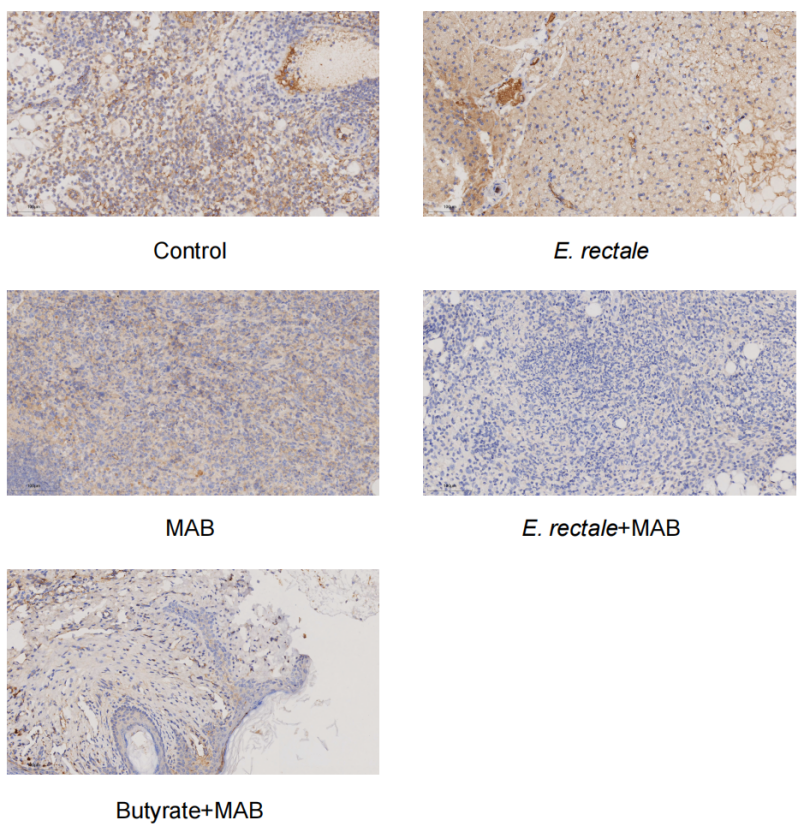 Control
E. rectale
MAB
E. rectale+MAB
Butyrate+MAB